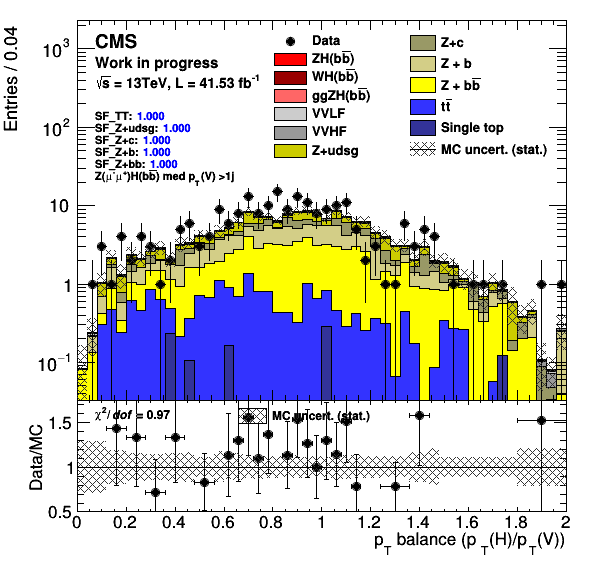 Entries / 0.04
10³
10²
10
1
10⁻¹
CMS
Work in progress
√s = 13TeV, L = 41.53 fb⁻¹
SF_TT: 1.000
SF_Z+udsg: 1.000
SF_Z+c: 1.000
SF_Z+b: 1.000
SF_Z+bb: 1.000
Z(μ⁻μ⁺)H(bb̅) med p_T(V) >1j
Data
ZH(bb̅)
WH(bb̅)
ggZH(bb̅)
VVLF
VVHF
Z+udsg
Z+c
Z + b
Z + bb̅
tt̅
Single top
MC uncert. (stat.)
Data/MC
1.5
1
0.5
χ²/dof = 0.97
MC uncert. (stat.)
0 0.2 0.4 0.6 0.8 1 1.2 1.4 1.6 1.8 2
p_T balance (p_T(H)/p_T(V))